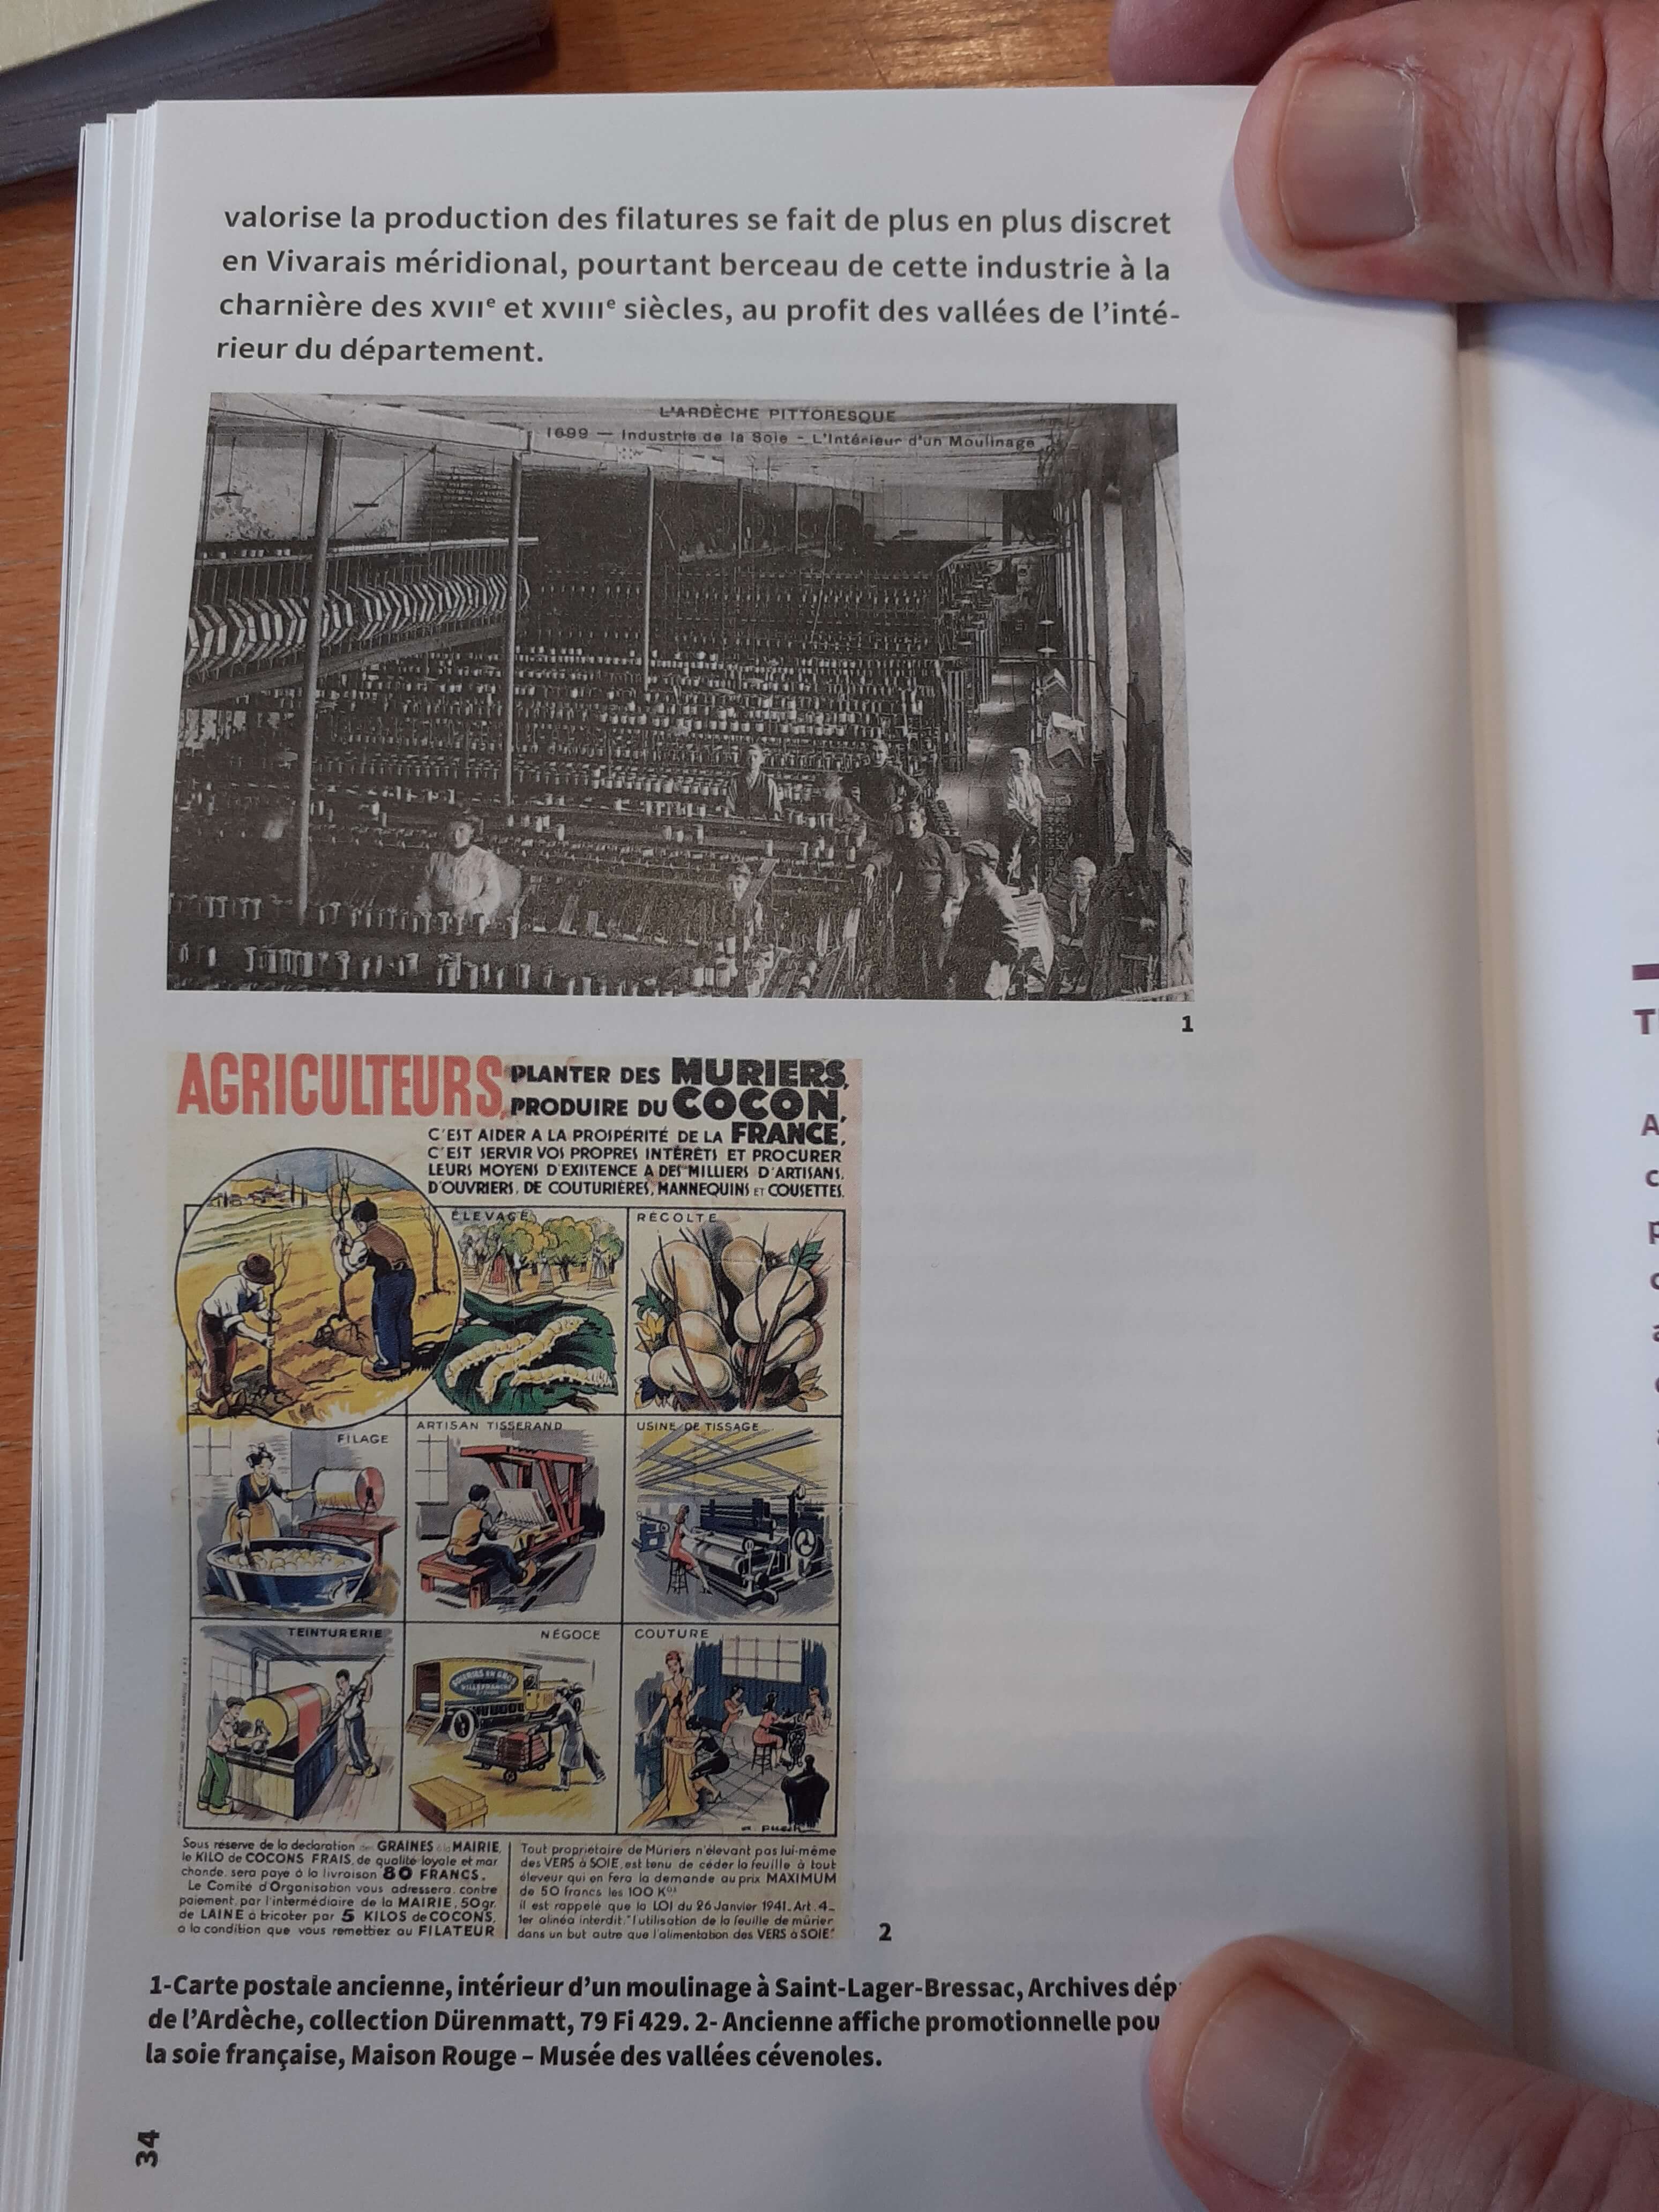 valorise la production des filatures se fait de plus en plus discret
en Vivarais méridional, pourtant berceau de cette industrie à la
charnière des XVIIe et XVIIIe siècles, au profit des vallées de l'inté-
rieur du département.
L'ARDÈCHE PITTORESQUE
1699 — Industrie de la Soie - L'Intérieur d'un Moulinage
1
AGRICULTEURS, PLANTER DES MURIERS,
PRODUIRE DU COCON,
C'EST AIDER A LA PROSPÉRITÉ DE LA FRANCE,
C'EST SERVIR VOS PROPRES INTÉRÊTS ET PROCURER
LEURS MOYENS D'EXISTENCE A DES MILLIERS D'ARTISANS,
D'OUVRIERS, DE COUTURIÈRES, MANNEQUINS ET COUSETTES.
ÉLEVAGE
RÉCOLTE
FILAGE
ARTISAN TISSERAND
USINE DE TISSAGE
TEINTURERIE
NÉGOCE
SOIERIES EN GROS
VILLEFRANCHE
COUTURE
Sous réserve de la déclaration des GRAINES à la MAIRIE,
le KILO de COCONS FRAIS, de qualité loyale et mar
chande, sera payé à la livraison 80 FRANCS.
Le Comité d'Organisation vous adressera, contre
paiement, par l'intermédiaire de la MAIRIE, 50gr.
de LAINE à tricoter par 5 KILOS de COCONS,
à la condition que vous remettiez au FILATEUR
Tout propriétaire de Mûriers n'élevant pas lui-même
des VERS à SOIE, est tenu de céder la feuille à tout
éleveur qui en fera la demande au prix MAXIMUM
de 50 francs les 100 Kos
il est rappelé que la LOI du 26 Janvier 1941. Art. 4_
1er alinéa interdit: "l'utilisation de la feuille de mûrier
dans un but autre que l'alimentation des VERS à SOIE"
2
1-Carte postale ancienne, intérieur d'un moulinage à Saint-Lager-Bressac, Archives dép
de l'Ardèche, collection Dürenmatt, 79 Fi 429. 2- Ancienne affiche promotionnelle pou
la soie française, Maison Rouge – Musée des vallées cévenoles.
34